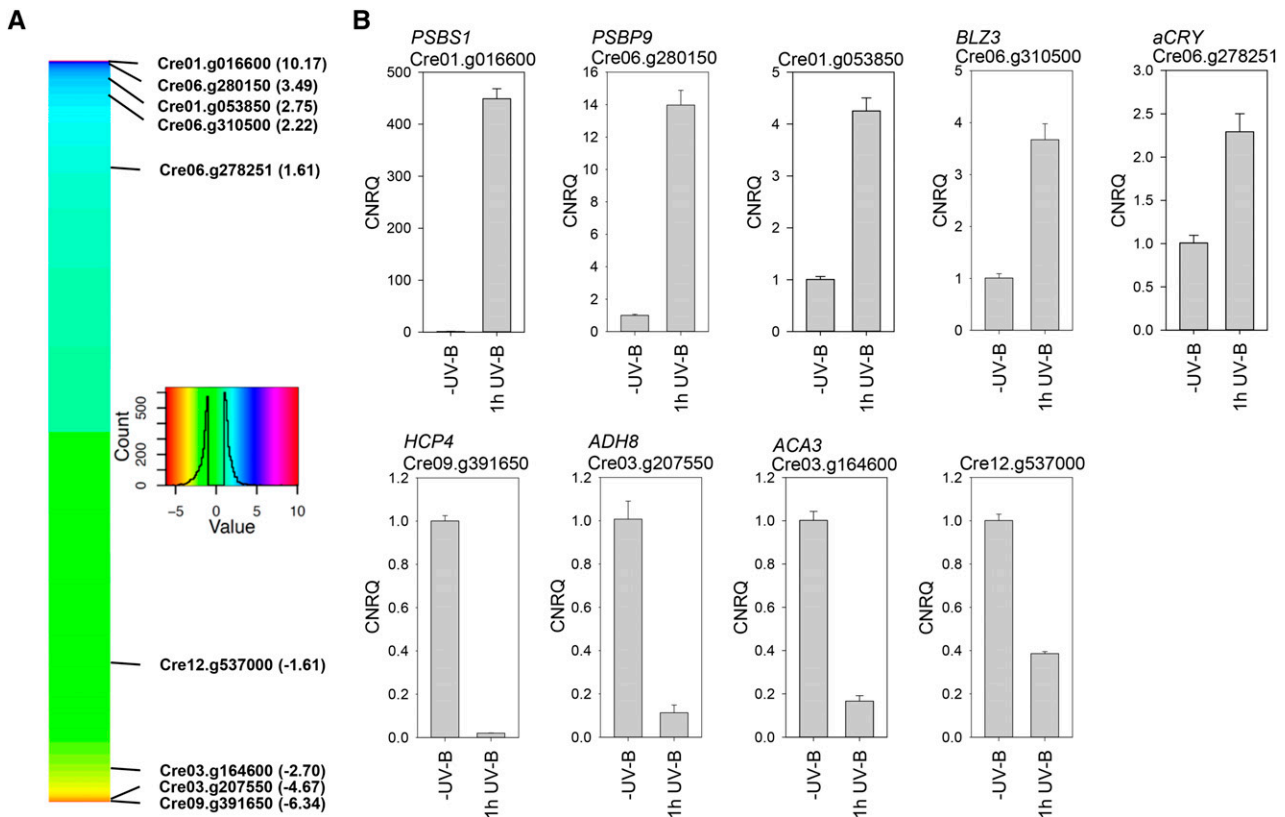 A
Cre01.g016600 (10.17)
Cre06.g280150 (3.49)
Cre01.g053850 (2.75)
Cre06.g310500 (2.22)
Cre06.g278251 (1.61)
Count
0 200 500
-5 0 5 10
Value
Cre12.g537000 (-1.61)
Cre03.g164600 (-2.70)
Cre03.g207550 (-4.67)
Cre09.g391650 (-6.34)
B
PSBS1
Cre01.g016600
CNRQ
500
400
300
200
100
0
-UV-B
1h UV-B
PSBP9
Cre06.g280150
CNRQ
16
14
12
10
8
6
4
2
0
-UV-B
1h UV-B
Cre01.g053850
CNRQ
5
4
3
2
1
0
-UV-B
1h UV-B
BLZ3
Cre06.g310500
CNRQ
5
4
3
2
1
0
-UV-B
1h UV-B
aCRY
Cre06.g278251
CNRQ
3.0
2.5
2.0
1.5
1.0
0.5
0.0
-UV-B
1h UV-B
HCP4
Cre09.g391650
CNRQ
1.2
1.0
0.8
0.6
0.4
0.2
0.0
-UV-B
1h UV-B
ADH8
Cre03.g207550
CNRQ
1.2
1.0
0.8
0.6
0.4
0.2
0.0
-UV-B
1h UV-B
ACA3
Cre03.g164600
CNRQ
1.2
1.0
0.8
0.6
0.4
0.2
0.0
-UV-B
1h UV-B
Cre12.g537000
CNRQ
1.2
1.0
0.8
0.6
0.4
0.2
0.0
-UV-B
1h UV-B